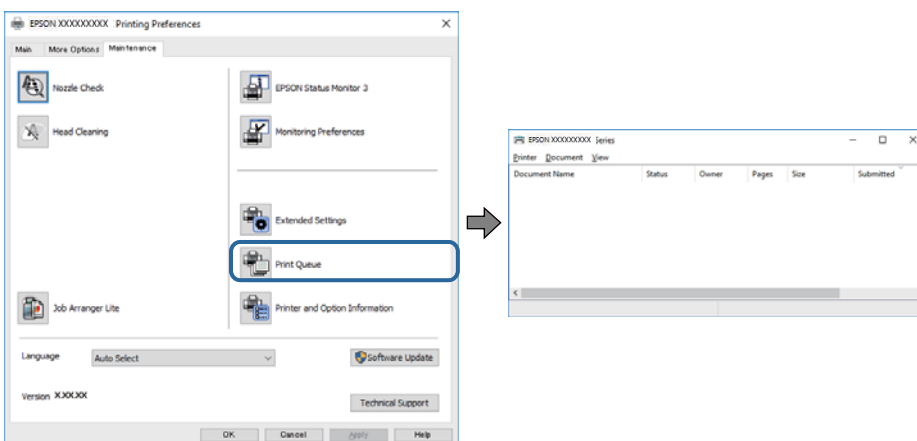 EPSON XXXXXXXXX Printing Preferences
Main More Options Maintenance
Nozzle Check
Head Cleaning
Job Arranger Lite
EPSON Status Monitor 3
Monitoring Preferences
Extended Settings
Print Queue
Printer and Option Information
Language Auto Select
Software Update
Version X.XX.XX
Technical Support
OK Cancel Apply Help
EPSON XXXXXXXXX Series
Printer Document View
Document Name Status Owner Pages Size Submitted